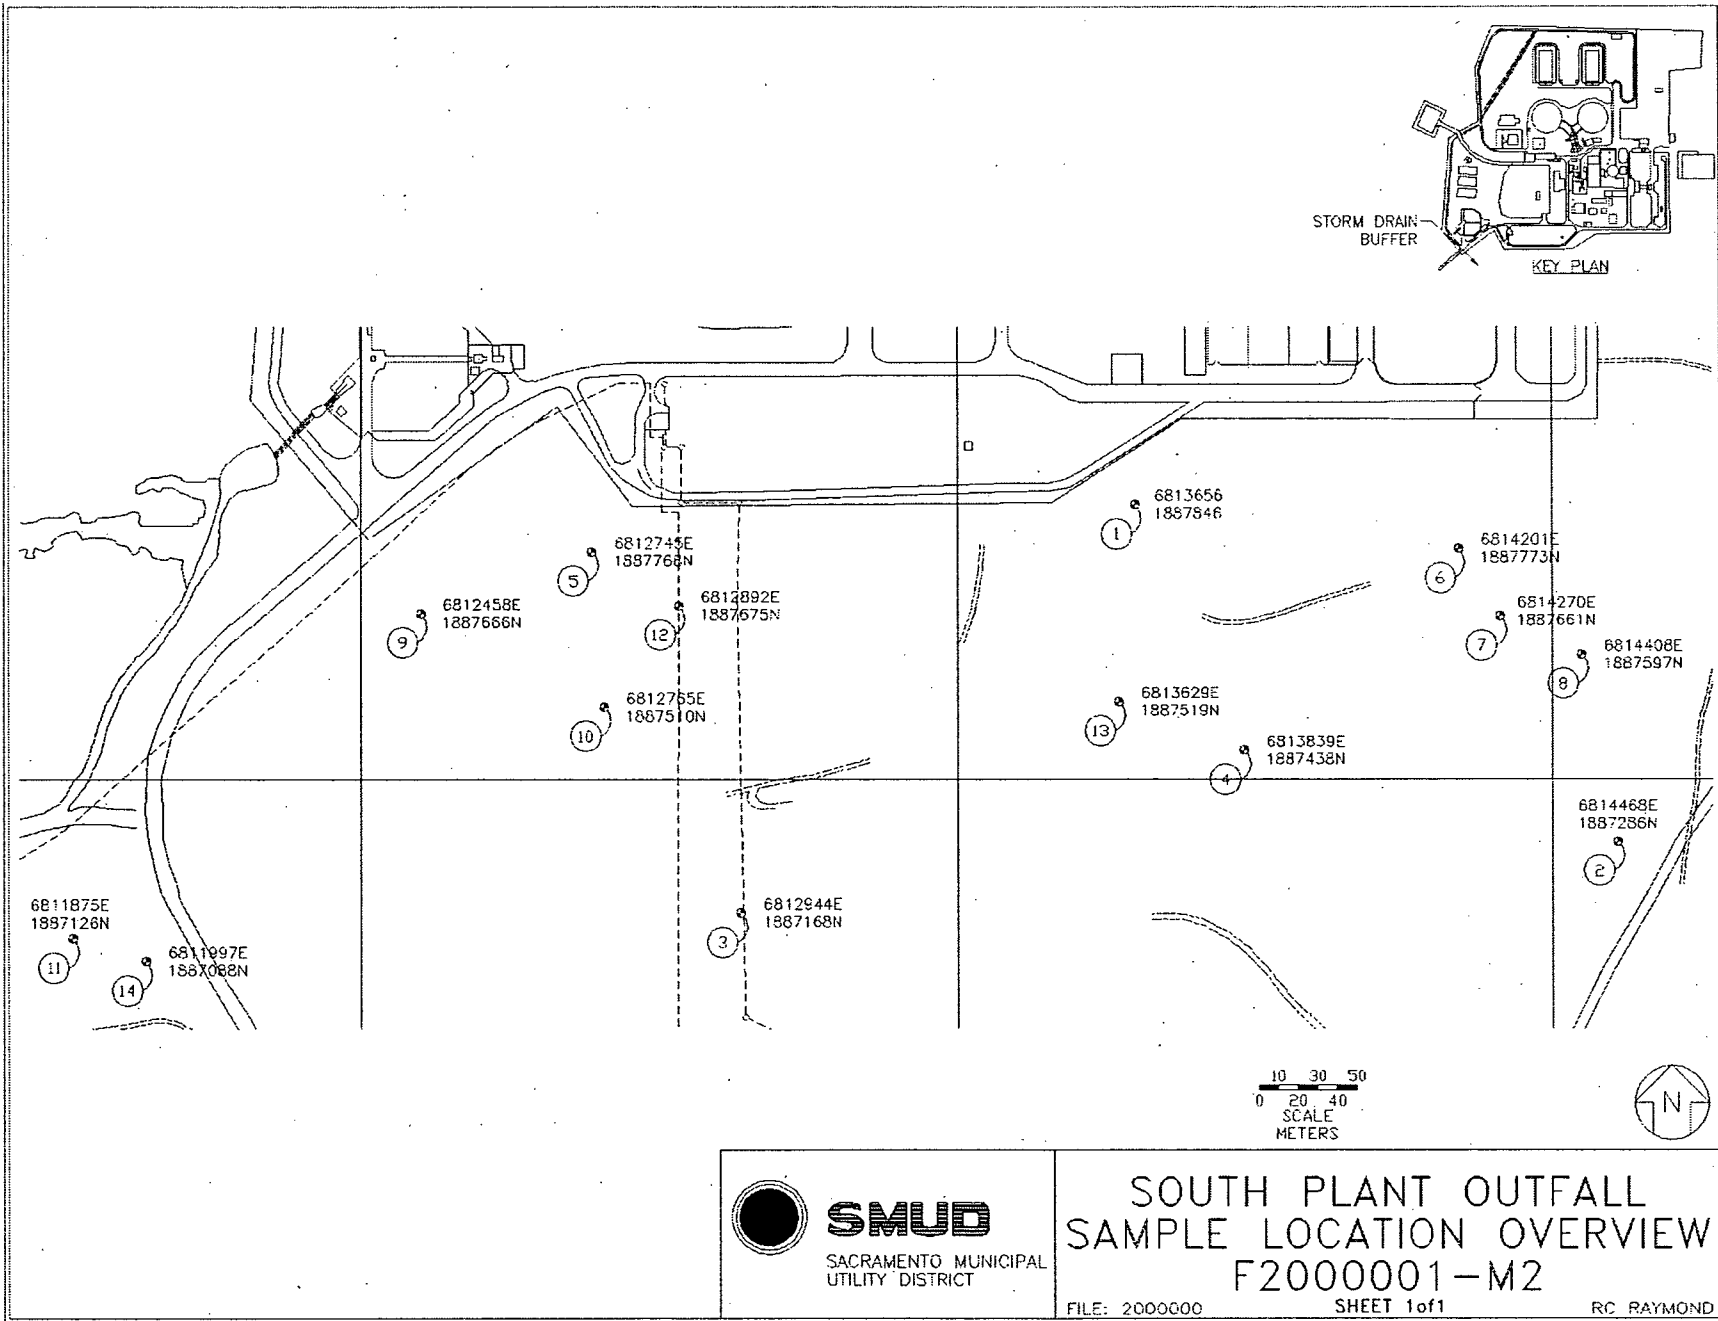 STORM DRAIN
BUFFER
KEY PLAN
6813656
1887846
1
6812745E
1887768N
5
6814201E
1887773N
6
6812458E
1887666N
9
6812892E
1887675N
12
6814270E
1887661N
7
6814408E
1887597N
8
6812765E
1887510N
10
6813629E
1887519N
13
6813839E
1887438N
4
6814468E
1887286N
2
6811875E
1887126N
11
6811997E
1887088N
14
6812944E
1887168N
3
10 30 50
0 20 40
SCALE
METERS
N
SMUD
SACRAMENTO MUNICIPAL
UTILITY DISTRICT
SOUTH PLANT OUTFALL
SAMPLE LOCATION OVERVIEW
F2000001-M2
FILE: 2000000 SHEET 1of1 RC RAYMOND